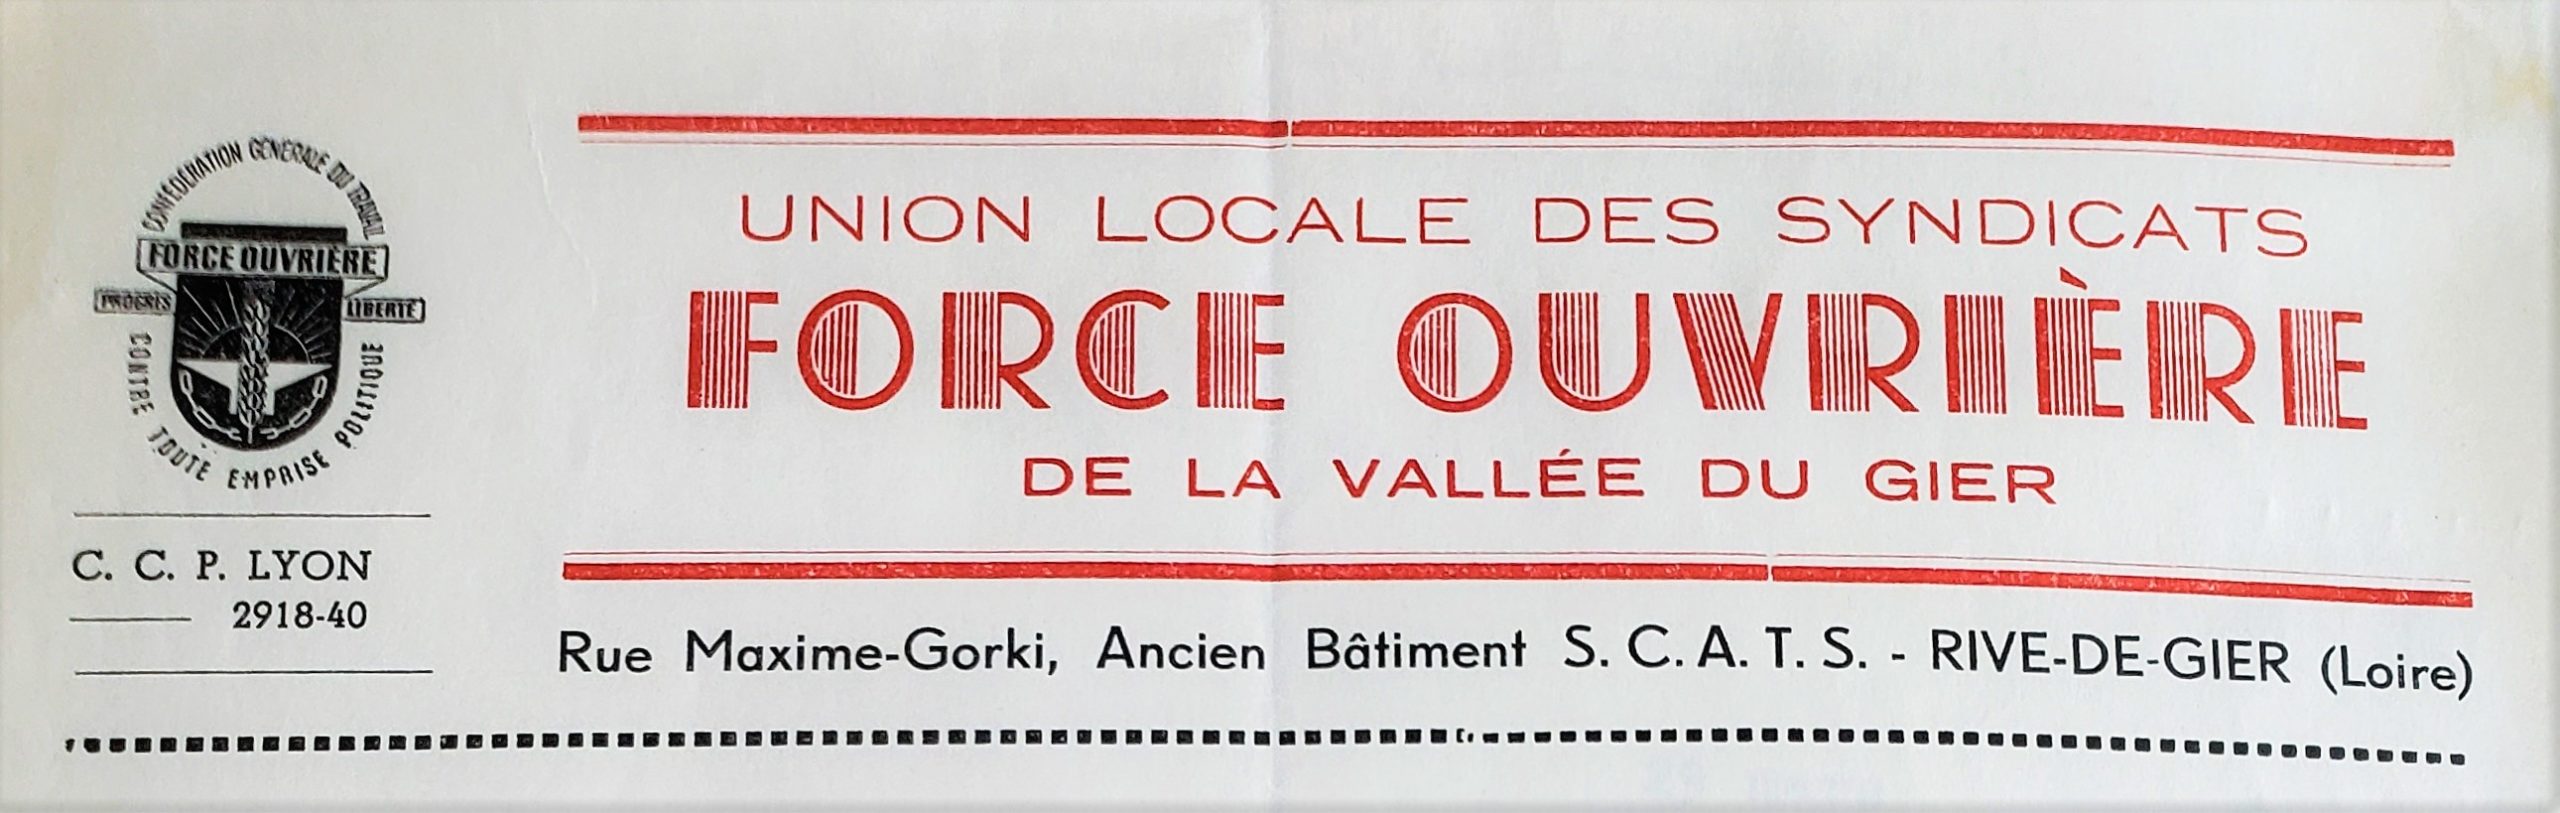 CONFÉDÉRATION GÉNÉRALE DU TRAVAIL
FORCE OUVRIÈRE
PROGRÈS LIBERTÉ
CONTRE TOUTE EMPRISE POLITIQUE
C. C. P. LYON
2918-40
UNION LOCALE DES SYNDICATS
FORCE OUVRIÈRE
DE LA VALLÉE DU GIER
Rue Maxime-Gorki, Ancien Bâtiment S. C. A. T. S. - RIVE-DE-GIER (Loire)